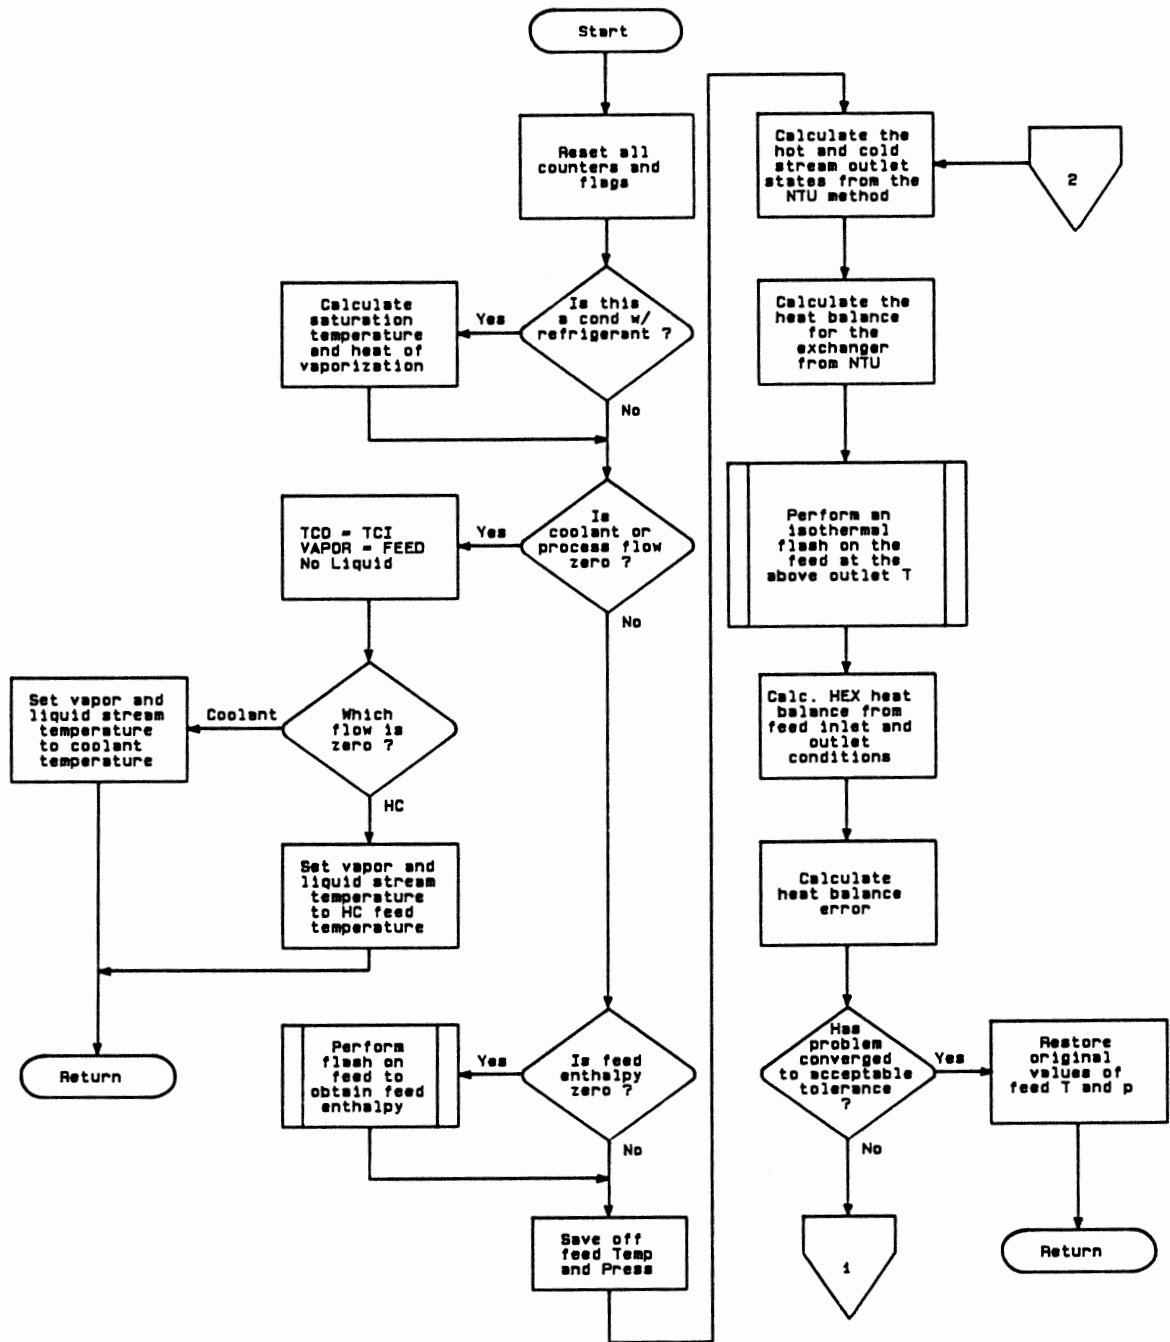 Start
Reset all
counters and
flags
Is this
a cond w/
refrigerant ?
Yes
No
Calculate
saturation
temperature
and heat of
vaporization
Is
coolant or
process flow
zero ?
Yes
No
TCO = TCI
VAPOR = FEED
No Liquid
Which
flow is
zero ?
Coolant
HC
Set vapor and
liquid stream
temperature
to coolant
temperature
Set vapor and
liquid stream
temperature
to HC feed
temperature
Return
Is feed
enthalpy
zero ?
Yes
No
Perform
flash on
feed to
obtain feed
enthalpy
Save off
feed Temp
and Press
Calculate the
hot and cold
stream outlet
states from the
NTU method
2
Calculate the
heat balance
for the
exchanger
from NTU
Perform an
isothermal
flash on the
feed at the
above outlet T
Calc. HEX heat
balance from
feed inlet and
outlet
conditions
Calculate
heat balance
error
Has
problem
converged
to acceptable
tolerance
?
Yes
No
Restore
original
values of
feed T and p
1
Return